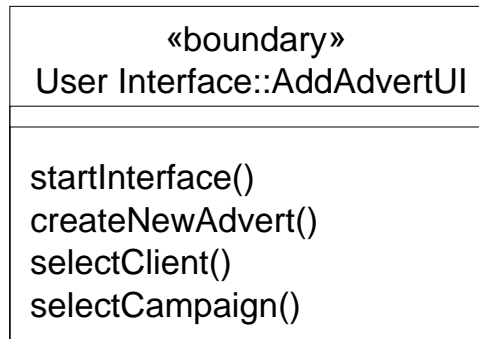 «boundary»
User Interface::AddAdvertUI
startInterface()
createNewAdvert()
selectClient()
selectCampaign()